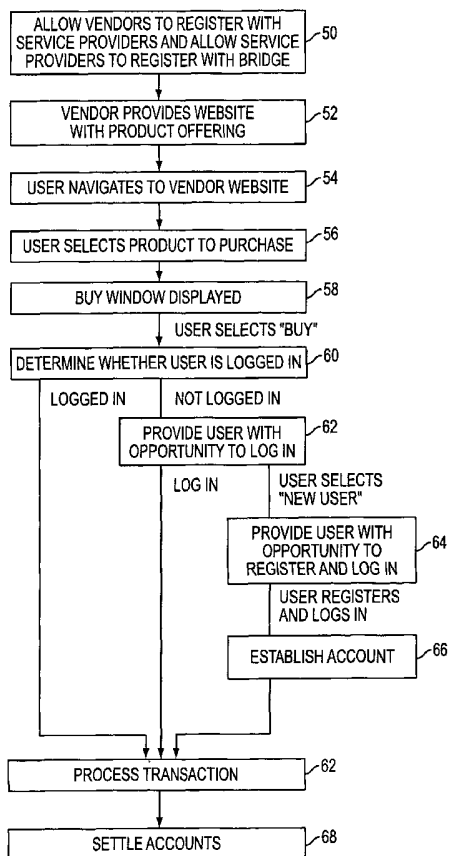 ALLOW VENDORS TO REGISTER WITH
SERVICE PROVIDERS AND ALLOW SERVICE
PROVIDERS TO REGISTER WITH BRIDGE
50
VENDOR PROVIDES WEBSITE
WITH PRODUCT OFFERING
52
USER NAVIGATES TO VENDOR WEBSITE
54
USER SELECTS PRODUCT TO PURCHASE
56
BUY WINDOW DISPLAYED
58
USER SELECTS "BUY"
DETERMINE WHETHER USER IS LOGGED IN
60
LOGGED IN
NOT LOGGED IN
PROVIDE USER WITH
OPPORTUNITY TO LOG IN
62
LOG IN
USER SELECTS
"NEW USER"
PROVIDE USER WITH
OPPORTUNITY TO
REGISTER AND LOG IN
64
USER REGISTERS
AND LOGS IN
ESTABLISH ACCOUNT
66
PROCESS TRANSACTION
62
SETTLE ACCOUNTS
68